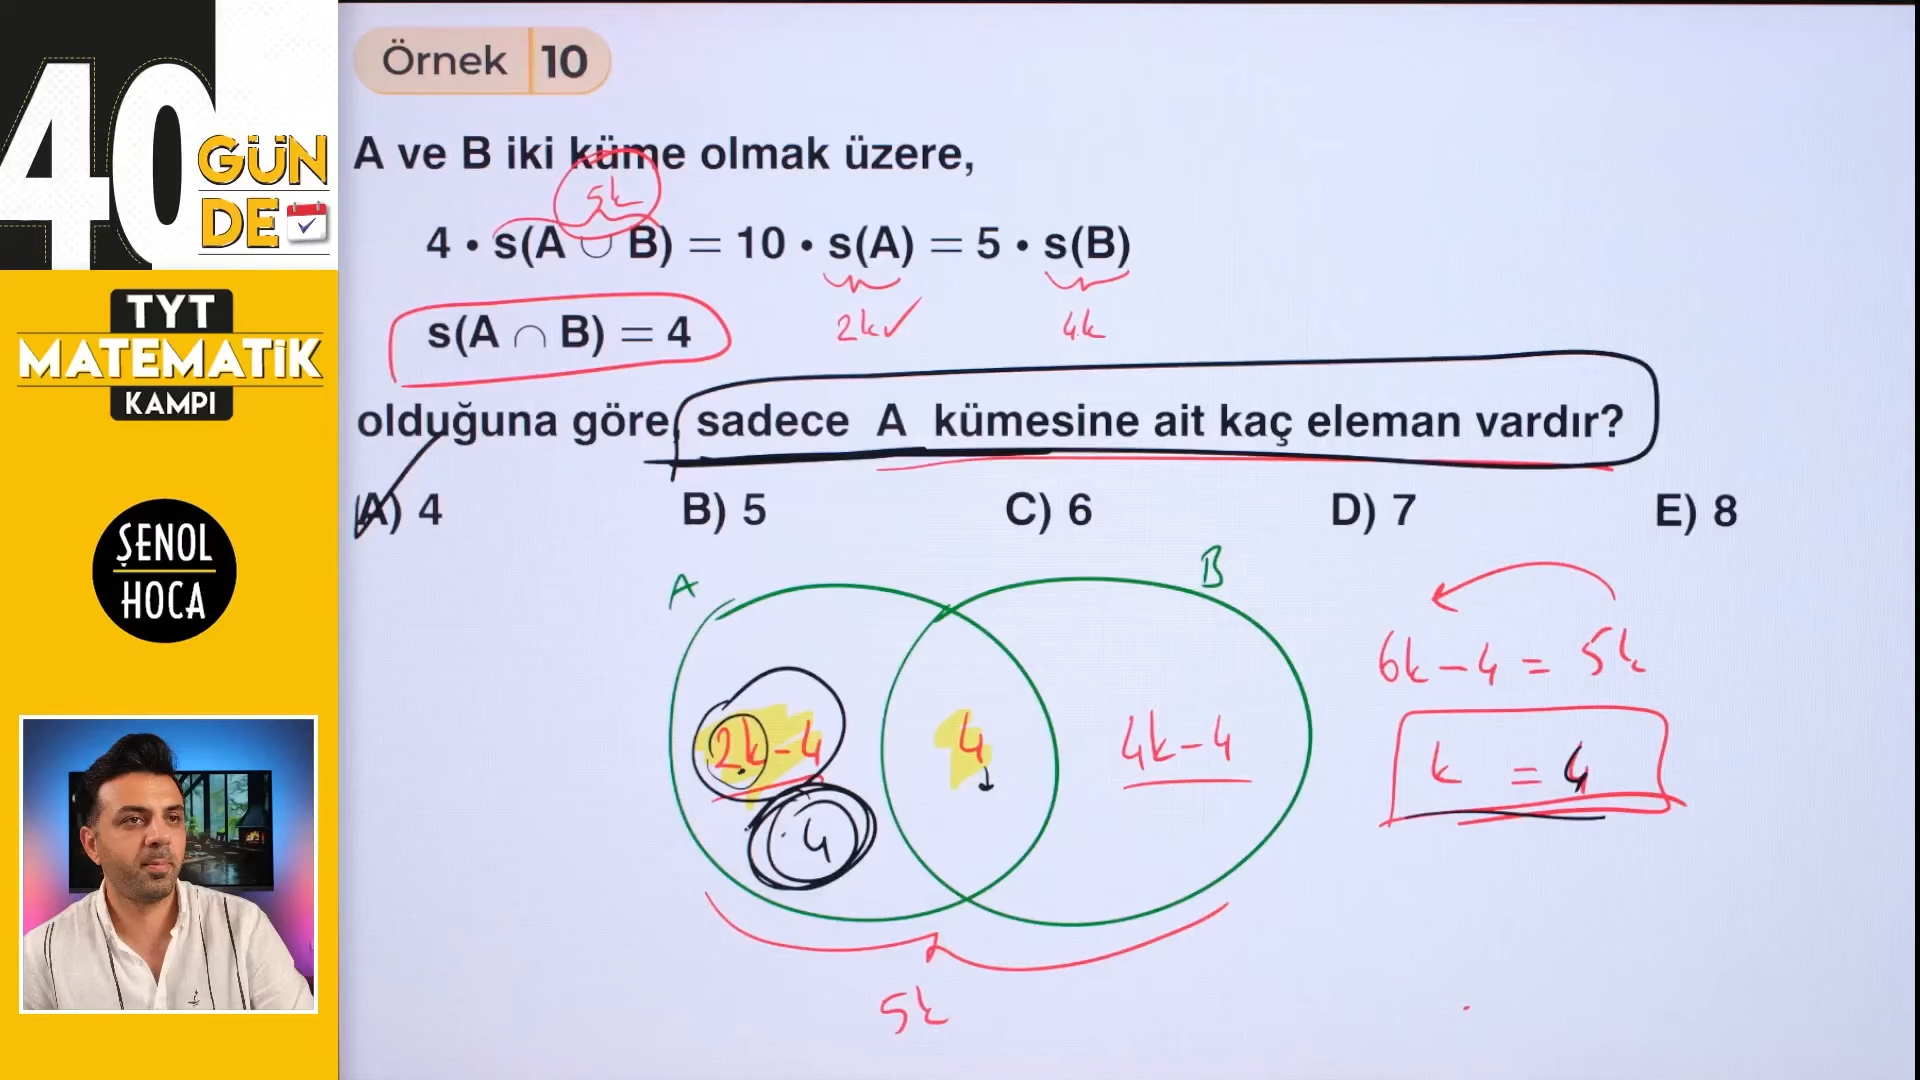 40
GÜN
DE
TYT
MATEMATİK
KAMPI
ŞENOL
HOCA
Örnek 10
A ve B iki küme olmak üzere,
5k
4 • s(A ∪ B) = 10 • s(A) = 5 • s(B)
2k✓ 4k
s(A ∩ B) = 4
olduğuna göre, sadece A kümesine ait kaç eleman vardır?
A) 4 B) 5 C) 6 D) 7 E) 8
A B
6k-4 = 5k
2k-4 4 4k-4
k = 4
4
5k